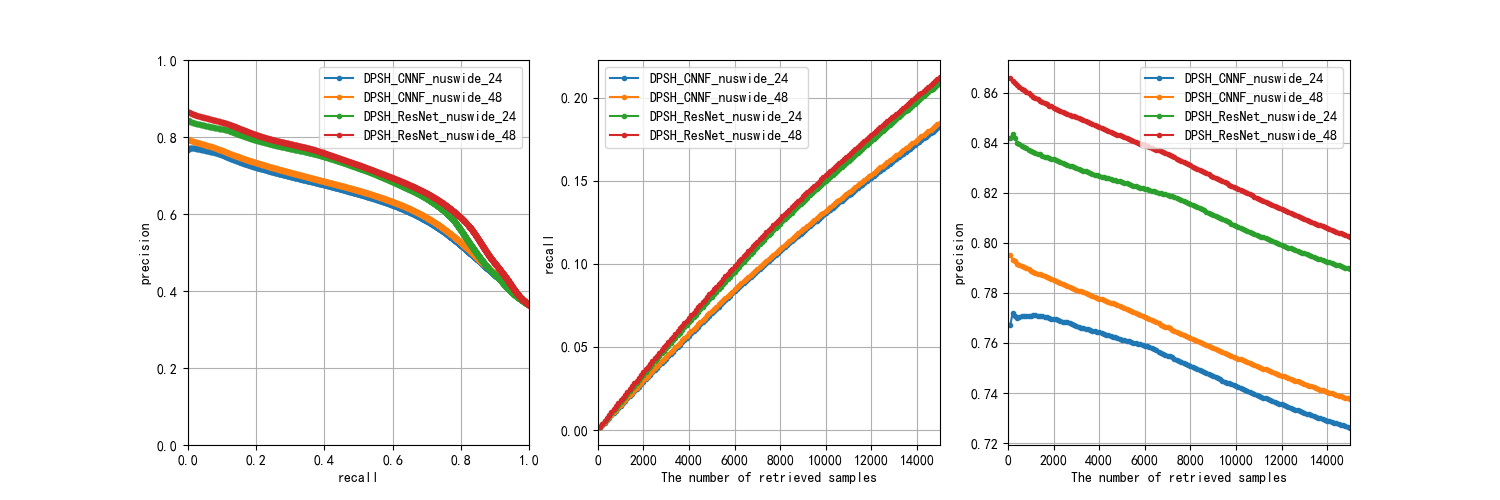 1.0
0.8
0.6
0.4
0.2
0.0
precision
0.0 0.2 0.4 0.6 0.8 1.0
recall
DPSH_CNNF_nuswide_24
DPSH_CNNF_nuswide_48
DPSH_ResNet_nuswide_24
DPSH_ResNet_nuswide_48
0.20
0.15
0.10
0.05
0.00
recall
0 2000 4000 6000 8000 10000 12000 14000
The number of retrieved samples
DPSH_CNNF_nuswide_24
DPSH_CNNF_nuswide_48
DPSH_ResNet_nuswide_24
DPSH_ResNet_nuswide_48
0.86
0.84
0.82
0.80
0.78
0.76
0.74
0.72
precision
0 2000 4000 6000 8000 10000 12000 14000
The number of retrieved samples
DPSH_CNNF_nuswide_24
DPSH_CNNF_nuswide_48
DPSH_ResNet_nuswide_24
DPSH_ResNet_nuswide_48